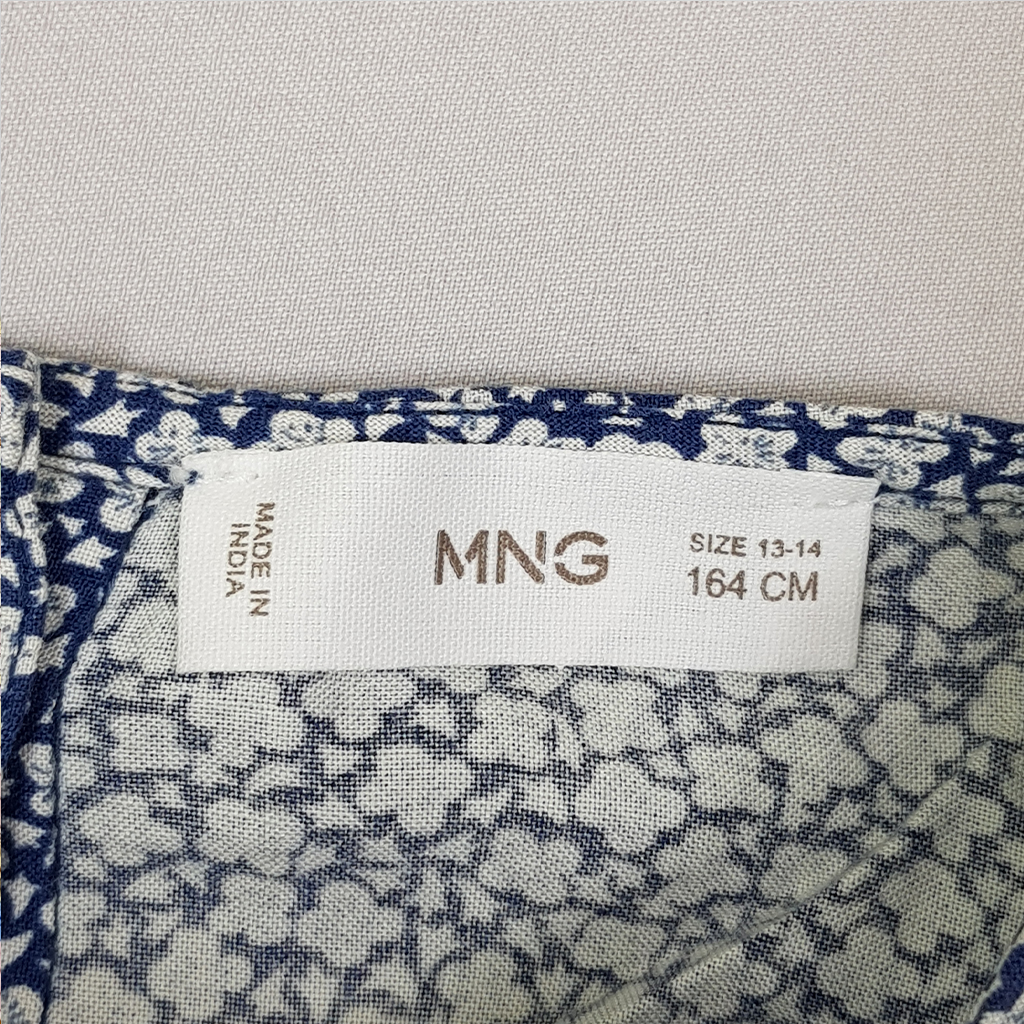 MADE IN
INDIA
MNG
SIZE 13-14
164 CM